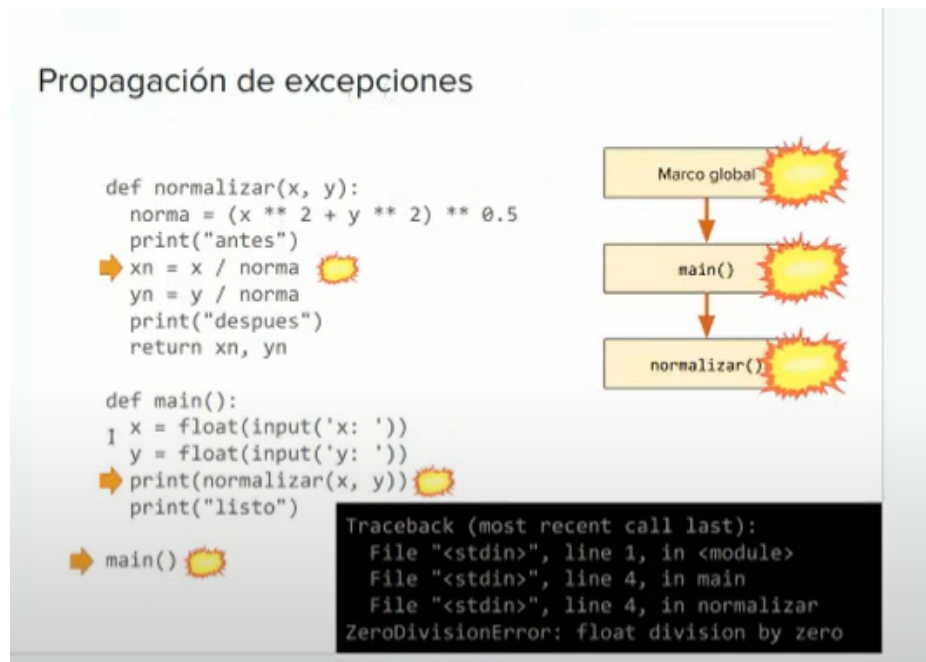 Propagación de excepciones
def normalizar(x, y):
norma = (x ** 2 + y ** 2) ** 0.5
print("antes")
xn = x / norma
yn = y / norma
print("despues")
return xn, yn
def main():
x = float(input('x: '))
y = float(input('y: '))
print(normalizar(x, y))
print("listo")
main()
Marco global
main()
normalizar()
Traceback (most recent call last):
File "<stdin>", line 1, in <module>
File "<stdin>", line 4, in main
File "<stdin>", line 4, in normalizar
ZeroDivisionError: float division by zero